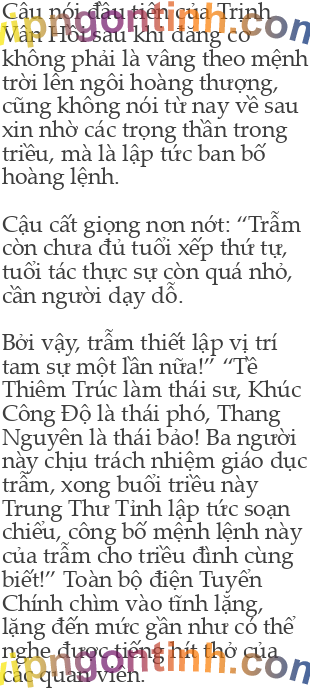 Câu nói đầu tiên của Trịnh
Vân Hồi sau khi đăng cơ
không phải là vâng theo mệnh
trời lên ngôi hoàng thượng,
cũng không nói từ nay về sau
xin nhờ các trọng thần trong
triều, mà là lập tức ban bố
hoàng lệnh.
Cậu cất giọng non nớt: “Trẫm
còn chưa đủ tuổi xếp thứ tự,
tuổi tác thực sự còn quá nhỏ,
cần người dạy dỗ.
Bởi vậy, trẫm thiết lập vị trí
tam sự một lần nữa!” “Tề
Thiêm Trúc làm thái sư, Khúc
Công Độ là thái phó, Thang
Nguyên là thái bảo! Ba người
này chịu trách nhiệm giáo dục
trẫm, xong buổi triều này
Trung Thư Tỉnh lập tức soạn
chiếu, công bố mệnh lệnh này
của trẫm cho triều đình cùng
biết!” Toàn bộ điện Tuyển
Chính chìm vào tĩnh lặng,
lặng đến mức gần như có thể
nghe được tiếng hít thở của
các quan viên.
vipngontinh.com
vipngontinh.com